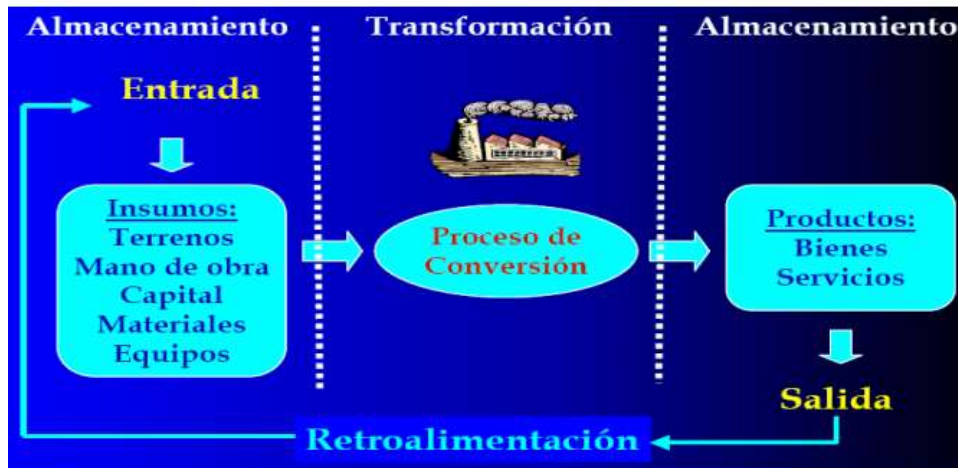 Almacenamiento
Transformación
Almacenamiento
Entrada
Insumos:
Terrenos
Mano de obra
Capital
Materiales
Equipos
Proceso de
Conversión
Productos:
Bienes
Servicios
Salida
Retroalimentación